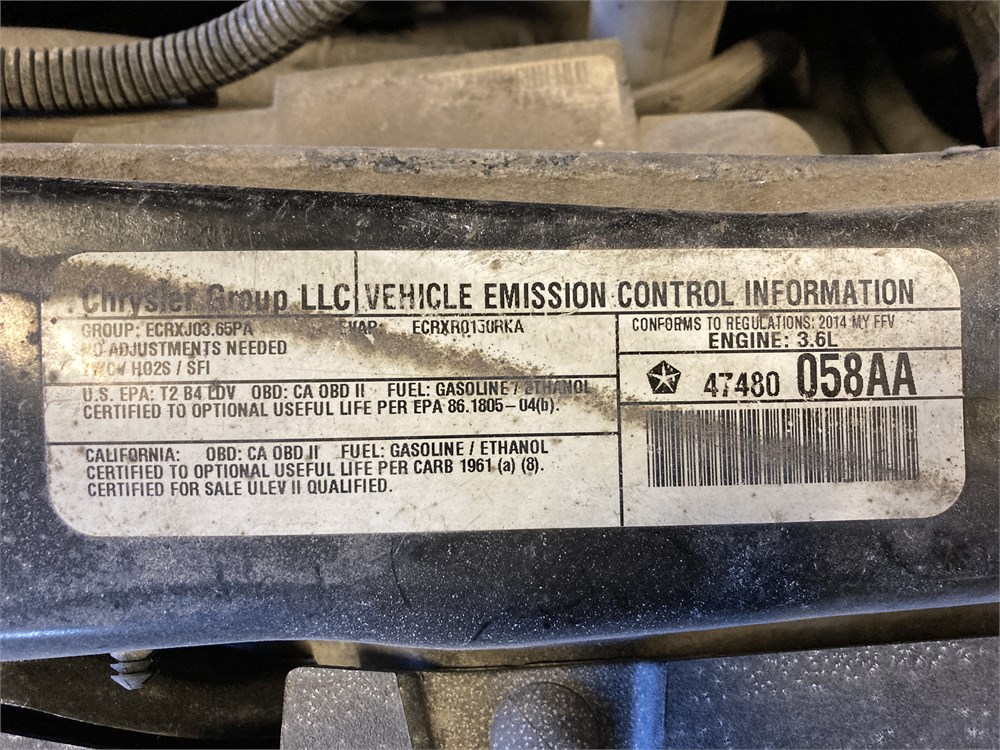 Chrysler Group LLC VEHICLE EMISSION CONTROL INFORMATION
GROUP: ECRXJ03.65PA EVAP: ECRXR0150RKA
NO ADJUSTMENTS NEEDED
H02S / SFI
U.S. EPA: T2 B4 LDV OBD: CA OBD II FUEL: GASOLINE / ETHANOL
CERTIFIED TO OPTIONAL USEFUL LIFE PER EPA 86.1805-04(b).
CALIFORNIA: OBD: CA OBD II FUEL: GASOLINE / ETHANOL
CERTIFIED TO OPTIONAL USEFUL LIFE PER CARB 1961 (a) (8).
CERTIFIED FOR SALE ULEV II QUALIFIED.
CONFORMS TO REGULATIONS: 2014 MY FFV
ENGINE: 3.6L
47480 058AA